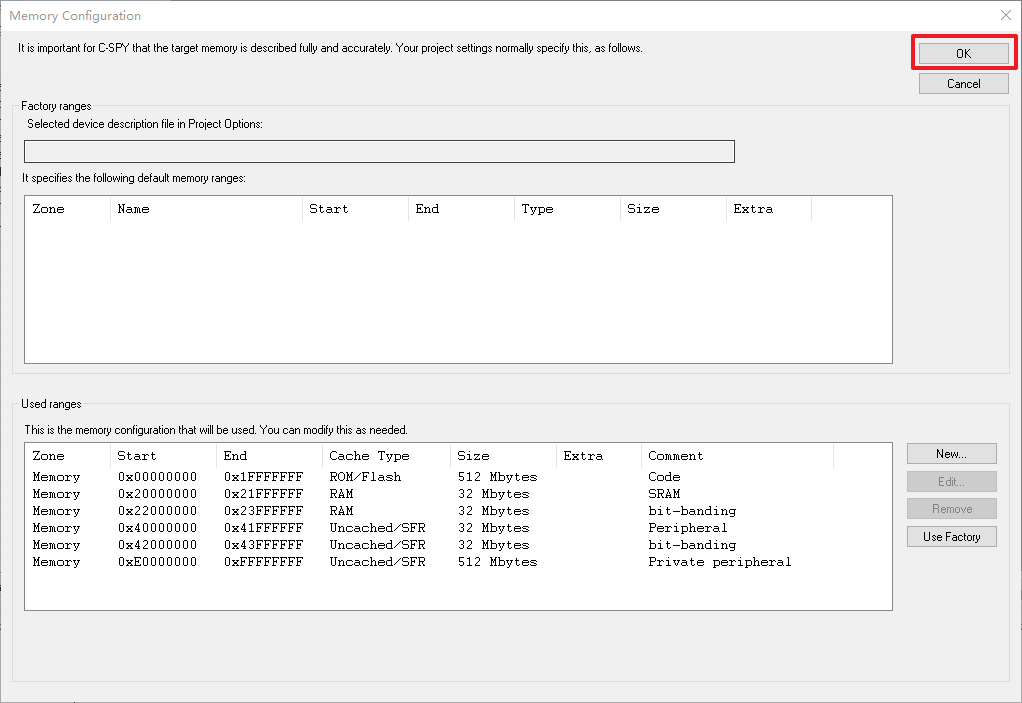 Memory Configuration
It is important for C-SPY that the target memory is described fully and accurately. Your project settings normally specify this, as follows.
OK
Cancel
Factory ranges
Selected device description file in Project Options:
It specifies the following default memory ranges:
Zone Name Start End Type Size Extra
Used ranges
This is the memory configuration that will be used. You can modify this as needed.
Zone Start End Cache Type Size Extra Comment
Memory 0x00000000 0x1FFFFFFF ROM/Flash 512 Mbytes Code
Memory 0x20000000 0x21FFFFFF RAM 32 Mbytes SRAM
Memory 0x22000000 0x23FFFFFF RAM 32 Mbytes bit-banding
Memory 0x40000000 0x41FFFFFF Uncached/SFR 32 Mbytes Peripheral
Memory 0x42000000 0x43FFFFFF Uncached/SFR 32 Mbytes bit-banding
Memory 0xE0000000 0xFFFFFFFF Uncached/SFR 512 Mbytes Private peripheral
New...
Edit...
Remove
Use Factory